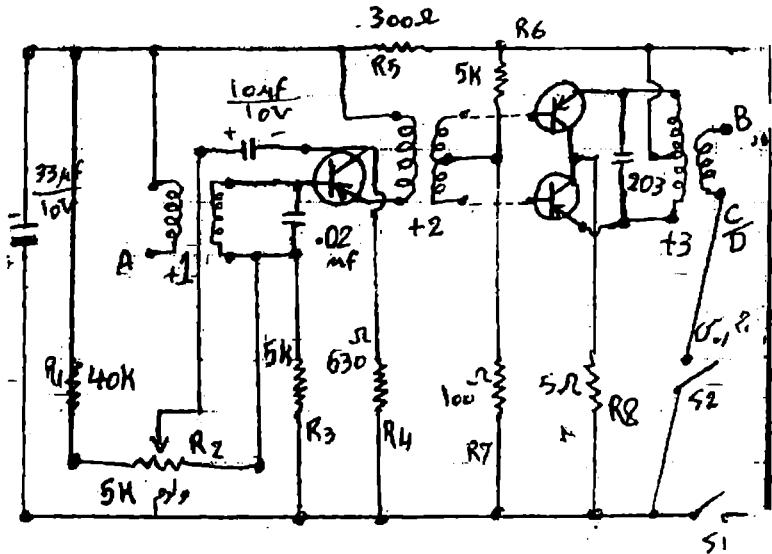 .300Ω
R6
R5
5K
10µf
10V
+
-
B
33µf
10V
-
203
.02
µf
+2
+3
C
D
A
+1
R1
40K
5K
630Ω
100Ω
5Ω
S2
R2
R3
R4
R7
R8
5K
S1